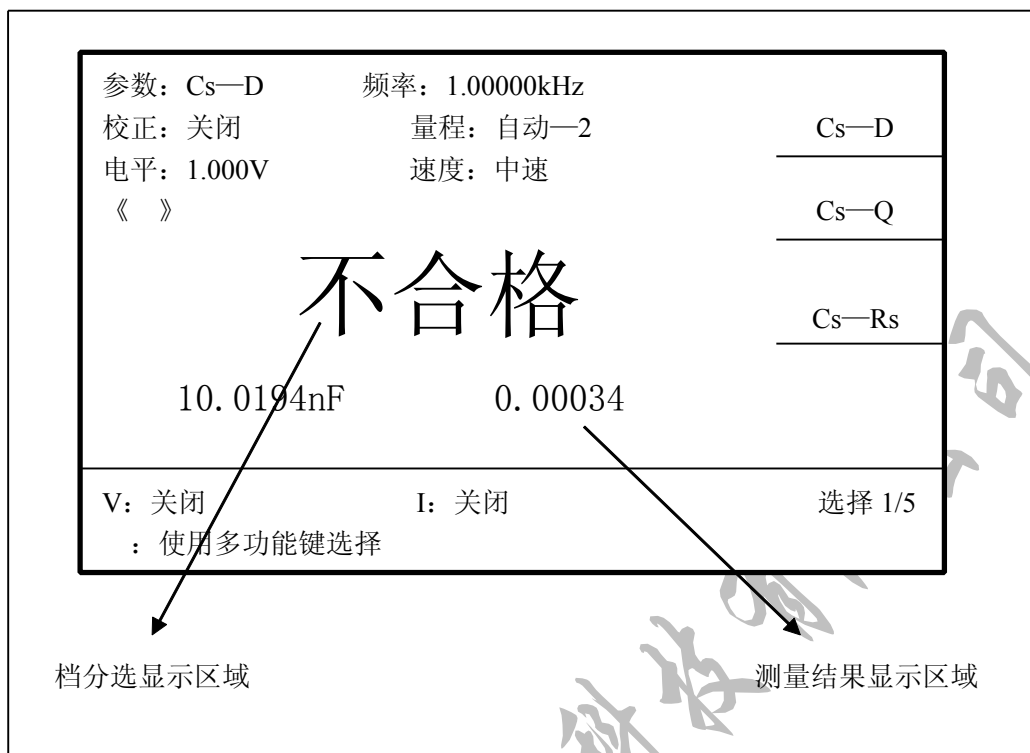 参数：Cs—D 频率：1.00000kHz
校正：关闭 量程：自动—2 Cs—D
电平：1.000V 速度：中速
《 》 Cs—Q
不合格
Cs—Rs
10.0194nF 0.00034
V：关闭 I：关闭 选择 1/5
：使用多功能键选择
档分选显示区域 测量结果显示区域